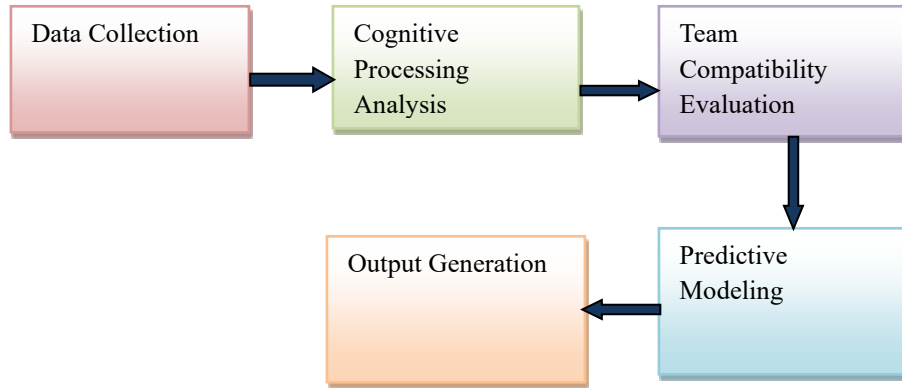 Data Collection
Cognitive
Processing
Analysis
Team
Compatibility
Evaluation
Predictive
Modeling
Output Generation